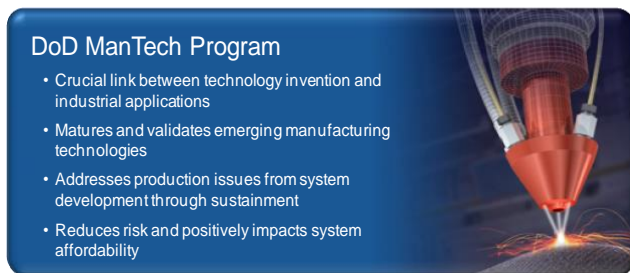 DoD ManTech Program
• Crucial link between technology invention and
industrial applications
• Matures and validates emerging manufacturing
technologies
• Addresses production issues from system
development through sustainment
• Reduces risk and positively impacts system
affordability